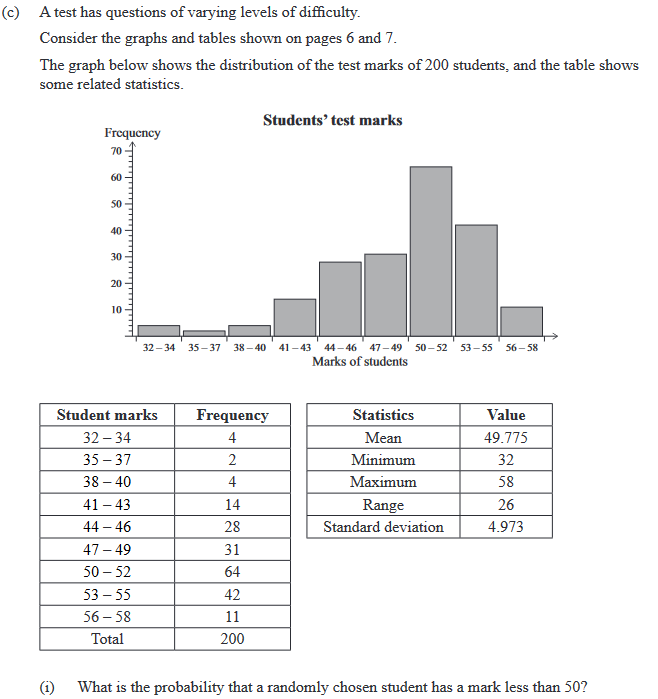 (c) A test has questions of varying levels of difficulty.
Consider the graphs and tables shown on pages 6 and 7.
The graph below shows the distribution of the test marks of 200 students, and the table shows
some related statistics.
Students' test marks
Frequency
70
60
50
40
30
20
10
32 – 34 35 – 37 38 – 40 41 – 43 44 – 46 47 – 49 50 – 52 53 – 55 56 – 58
Marks of students
Student marks Frequency
32 – 34 4
35 – 37 2
38 – 40 4
41 – 43 14
44 – 46 28
47 – 49 31
50 – 52 64
53 – 55 42
56 – 58 11
Total 200
Statistics Value
Mean 49.775
Minimum 32
Maximum 58
Range 26
Standard deviation 4.973
(i) What is the probability that a randomly chosen student has a mark less than 50?